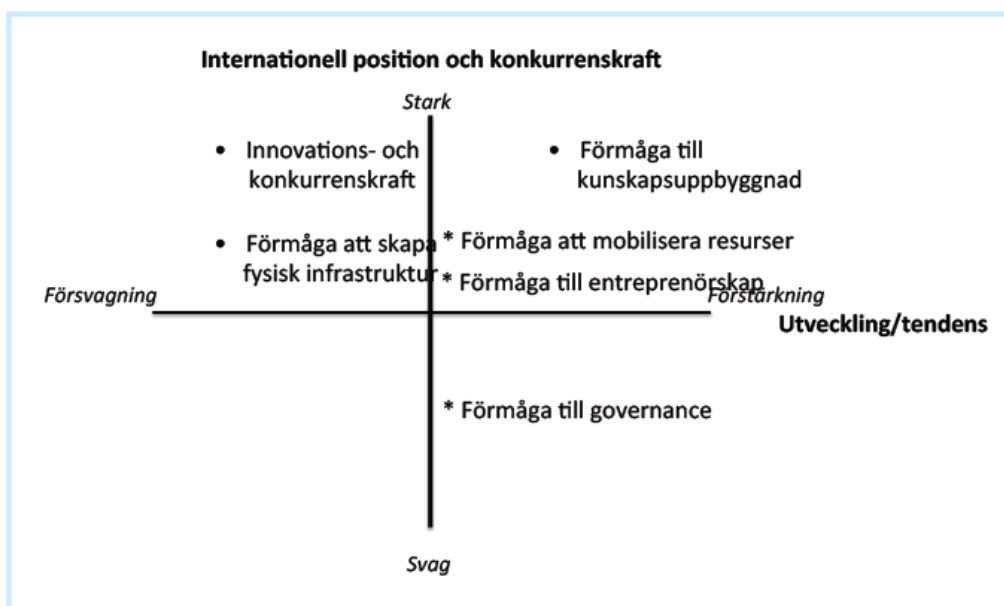 Internationell position och konkurrenskraft
Stark
• Innovations- och
konkurrenskraft
• Förmåga till
kunskapsuppbyggnad
• Förmåga att skapa
fysisk infrastruktur
* Förmåga att mobilisera resurser
* Förmåga till entreprenörskap
Försvagning
Förstärkning
Utveckling/tendens
* Förmåga till governance
Svag